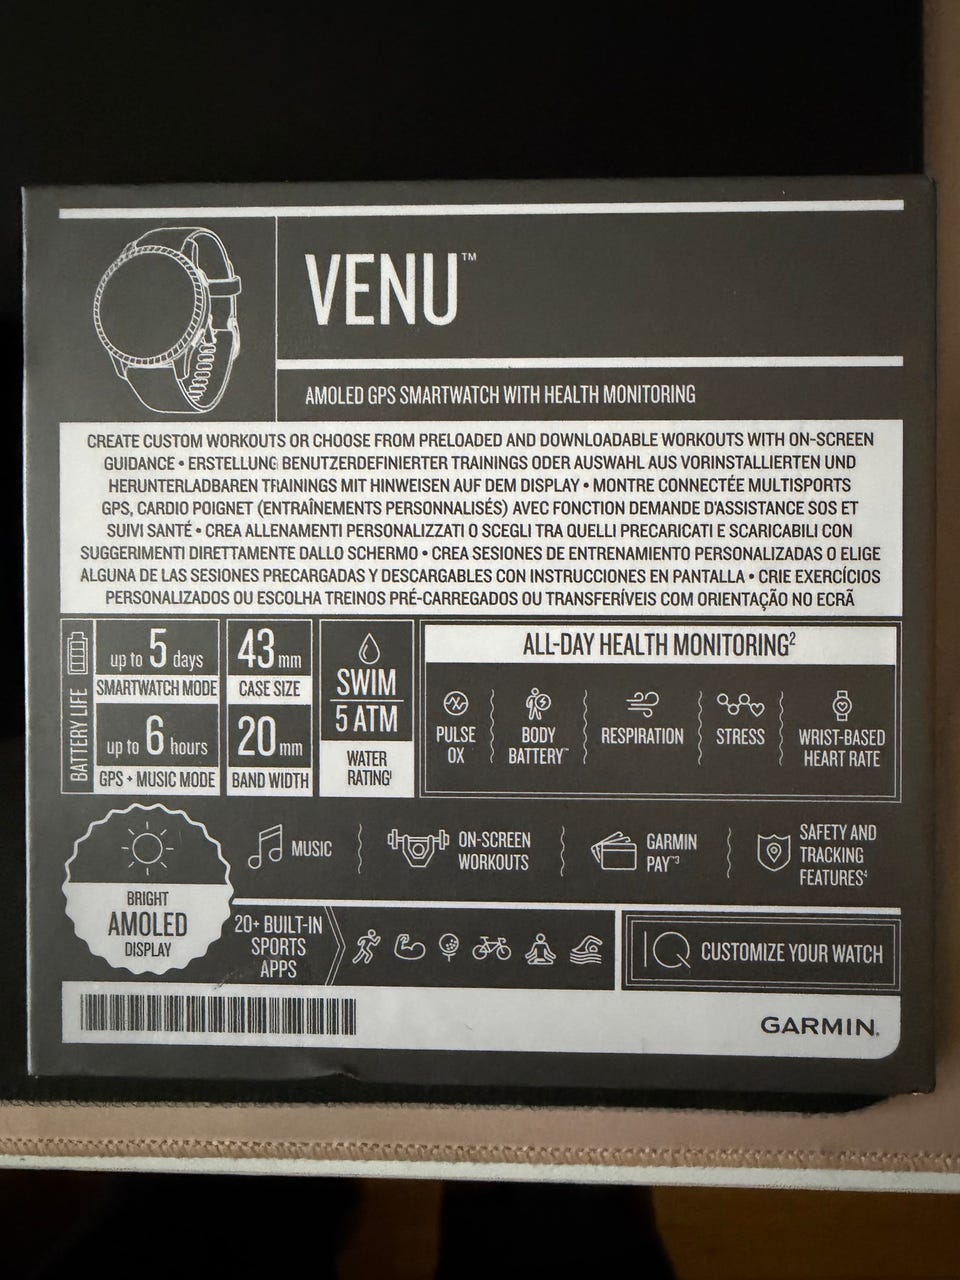 VENU™
AMOLED GPS SMARTWATCH WITH HEALTH MONITORING
CREATE CUSTOM WORKOUTS OR CHOOSE FROM PRELOADED AND DOWNLOADABLE WORKOUTS WITH ON-SCREEN
GUIDANCE • ERSTELLUNG BENUTZERDEFINIERTER TRAININGS ODER AUSWAHL AUS VORINSTALLIERTEN UND
HERUNTERLADBAREN TRAININGS MIT HINWEISEN AUF DEM DISPLAY • MONTRE CONNECTÉE MULTISPORTS
GPS, CARDIO POIGNET (ENTRAÎNEMENTS PERSONNALISÉS) AVEC FONCTION DEMANDE D'ASSISTANCE SOS ET
SUIVI SANTÉ • CREA ALLENAMENTI PERSONALIZZATI O SCEGLI TRA QUELLI PRECARICATI E SCARICABILI CON
SUGGERIMENTI DIRETTAMENTE DALLO SCHERMO • CREA SESIONES DE ENTRENAMIENTO PERSONALIZADAS O ELIGE
ALGUNA DE LAS SESIONES PRECARGADAS Y DESCARGABLES CON INSTRUCCIONES EN PANTALLA • CRIE EXERCÍCIOS
PERSONALIZADOS OU ESCOLHA TREINOS PRÉ-CARREGADOS OU TRANSFERÍVEIS COM ORIENTAÇÃO NO ECRÃ
BATTERY LIFE
up to 5 days
SMARTWATCH MODE
up to 6 hours
GPS + MUSIC MODE
43 mm
CASE SIZE
20 mm
BAND WIDTH
SWIM
5 ATM
WATER
RATING¹
ALL-DAY HEALTH MONITORING²
PULSE
OX
BODY
BATTERY™
RESPIRATION
STRESS
WRIST-BASED
HEART RATE
BRIGHT
AMOLED
DISPLAY
MUSIC
ON-SCREEN
WORKOUTS
GARMIN
PAY™³
SAFETY AND
TRACKING
FEATURES⁴
20+ BUILT-IN
SPORTS
APPS
IQ CUSTOMIZE YOUR WATCH
GARMIN®